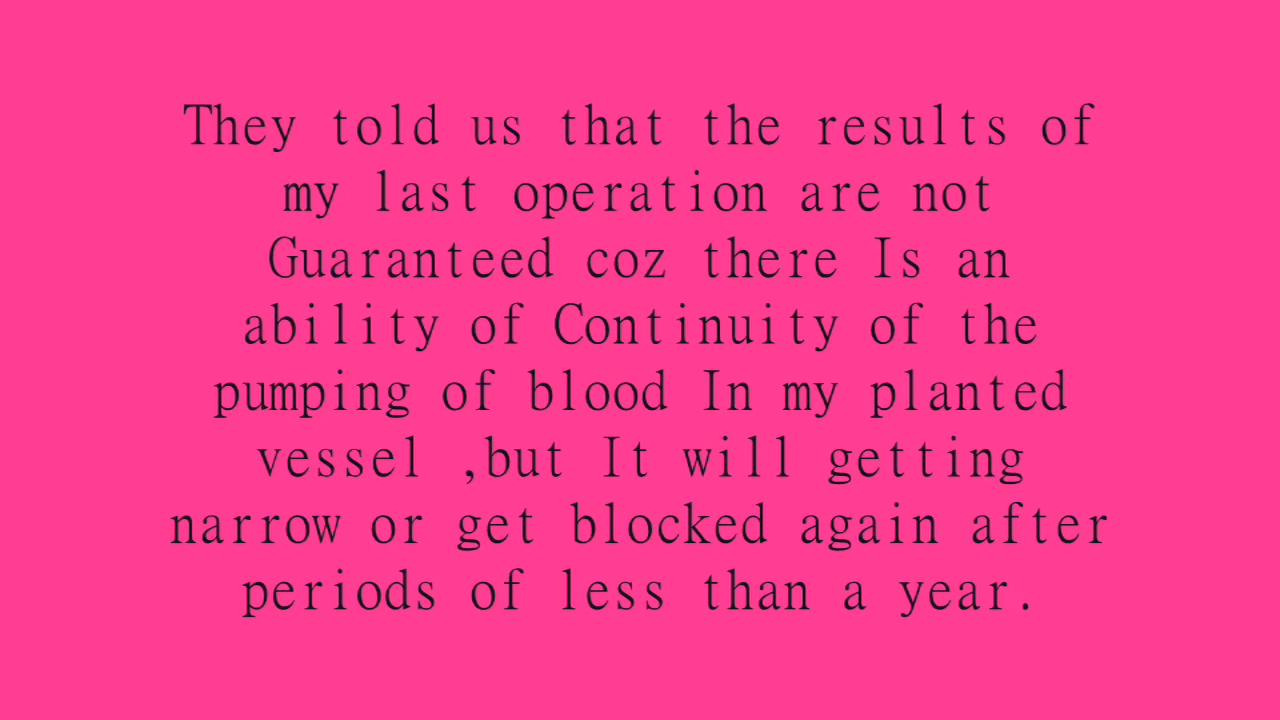 They told us that the results of
my last operation are not
Guaranteed coz there Is an
ability of Continuity of the
pumping of blood In my planted
vessel ,but It will getting
narrow or get blocked again after
periods of less than a year.